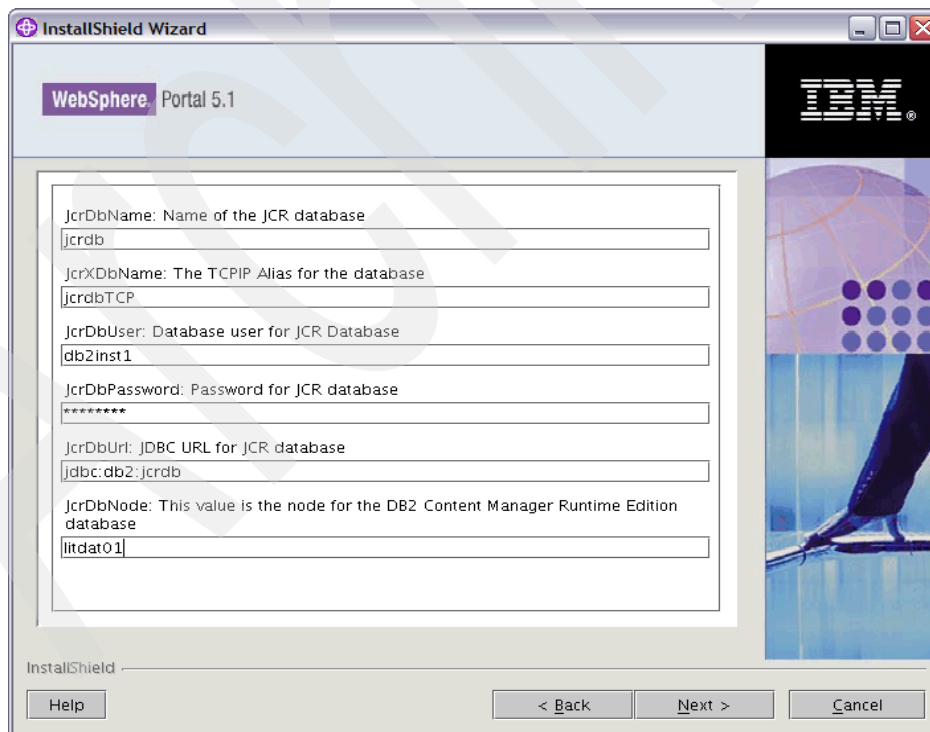 InstallShield Wizard
WebSphere. Portal 5.1
IBM®
JcrDbName: Name of the JCR database
jcrdb
JcrXDbName: The TCPIP Alias for the database
jcrdbTCP
JcrDbUser: Database user for JCR Database
db2inst1
JcrDbPassword: Password for JCR database
********
JcrDbUrl: JDBC URL for JCR database
jdbc:db2:jcrdb
JcrDbNode: This value is the node for the DB2 Content Manager Runtime Edition
database
litdat01
InstallShield
Help
< Back
Next >
Cancel